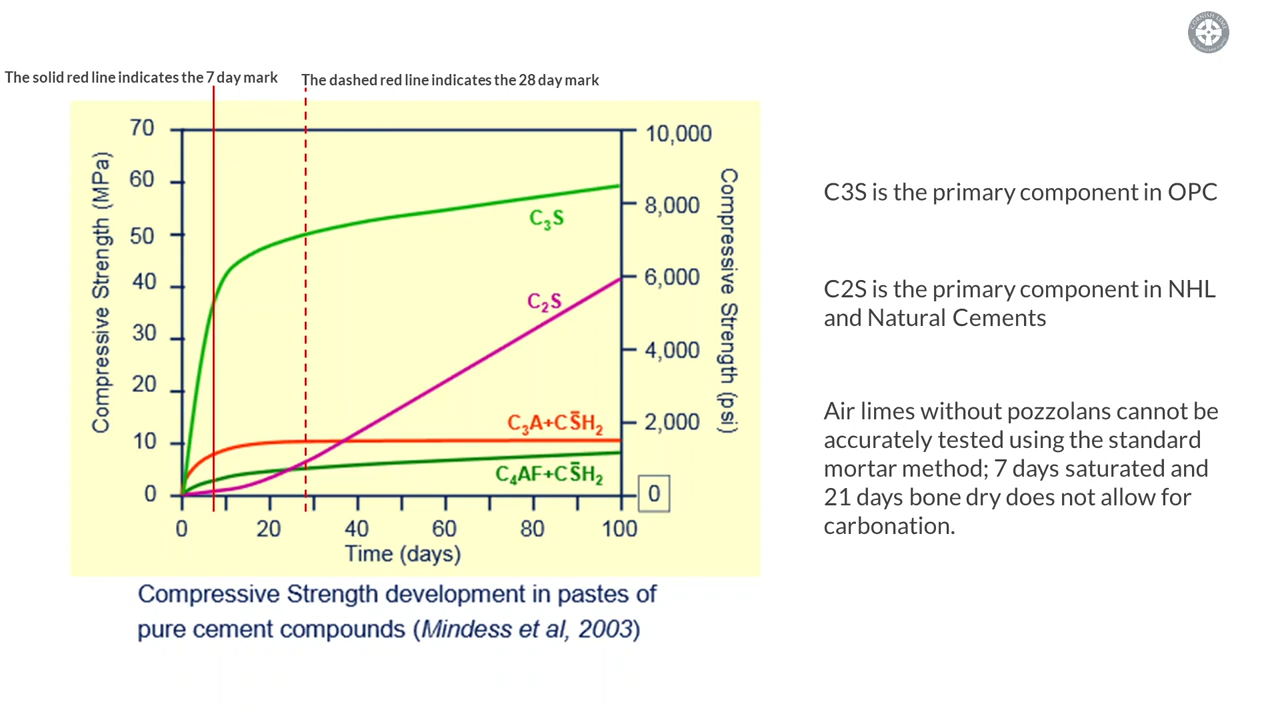 The solid red line indicates the 7 day mark
The dashed red line indicates the 28 day mark
Compressive Strength (MPa)
70
60
50
40
30
20
10
0
10,000
8,000
6,000
4,000
2,000
0
Compressive Strength (psi)
C₃S
C₂S
C₃A+CS̅H₂
C₄AF+CS̅H₂
0
20
40
60
80
100
Time (days)
Compressive Strength development in pastes of
pure cement compounds (Mindess et al, 2003)
C3S is the primary component in OPC
C2S is the primary component in NHL
and Natural Cements
Air limes without pozzolans cannot be
accurately tested using the standard
mortar method; 7 days saturated and
21 days bone dry does not allow for
carbonation.
CORNISH LIME